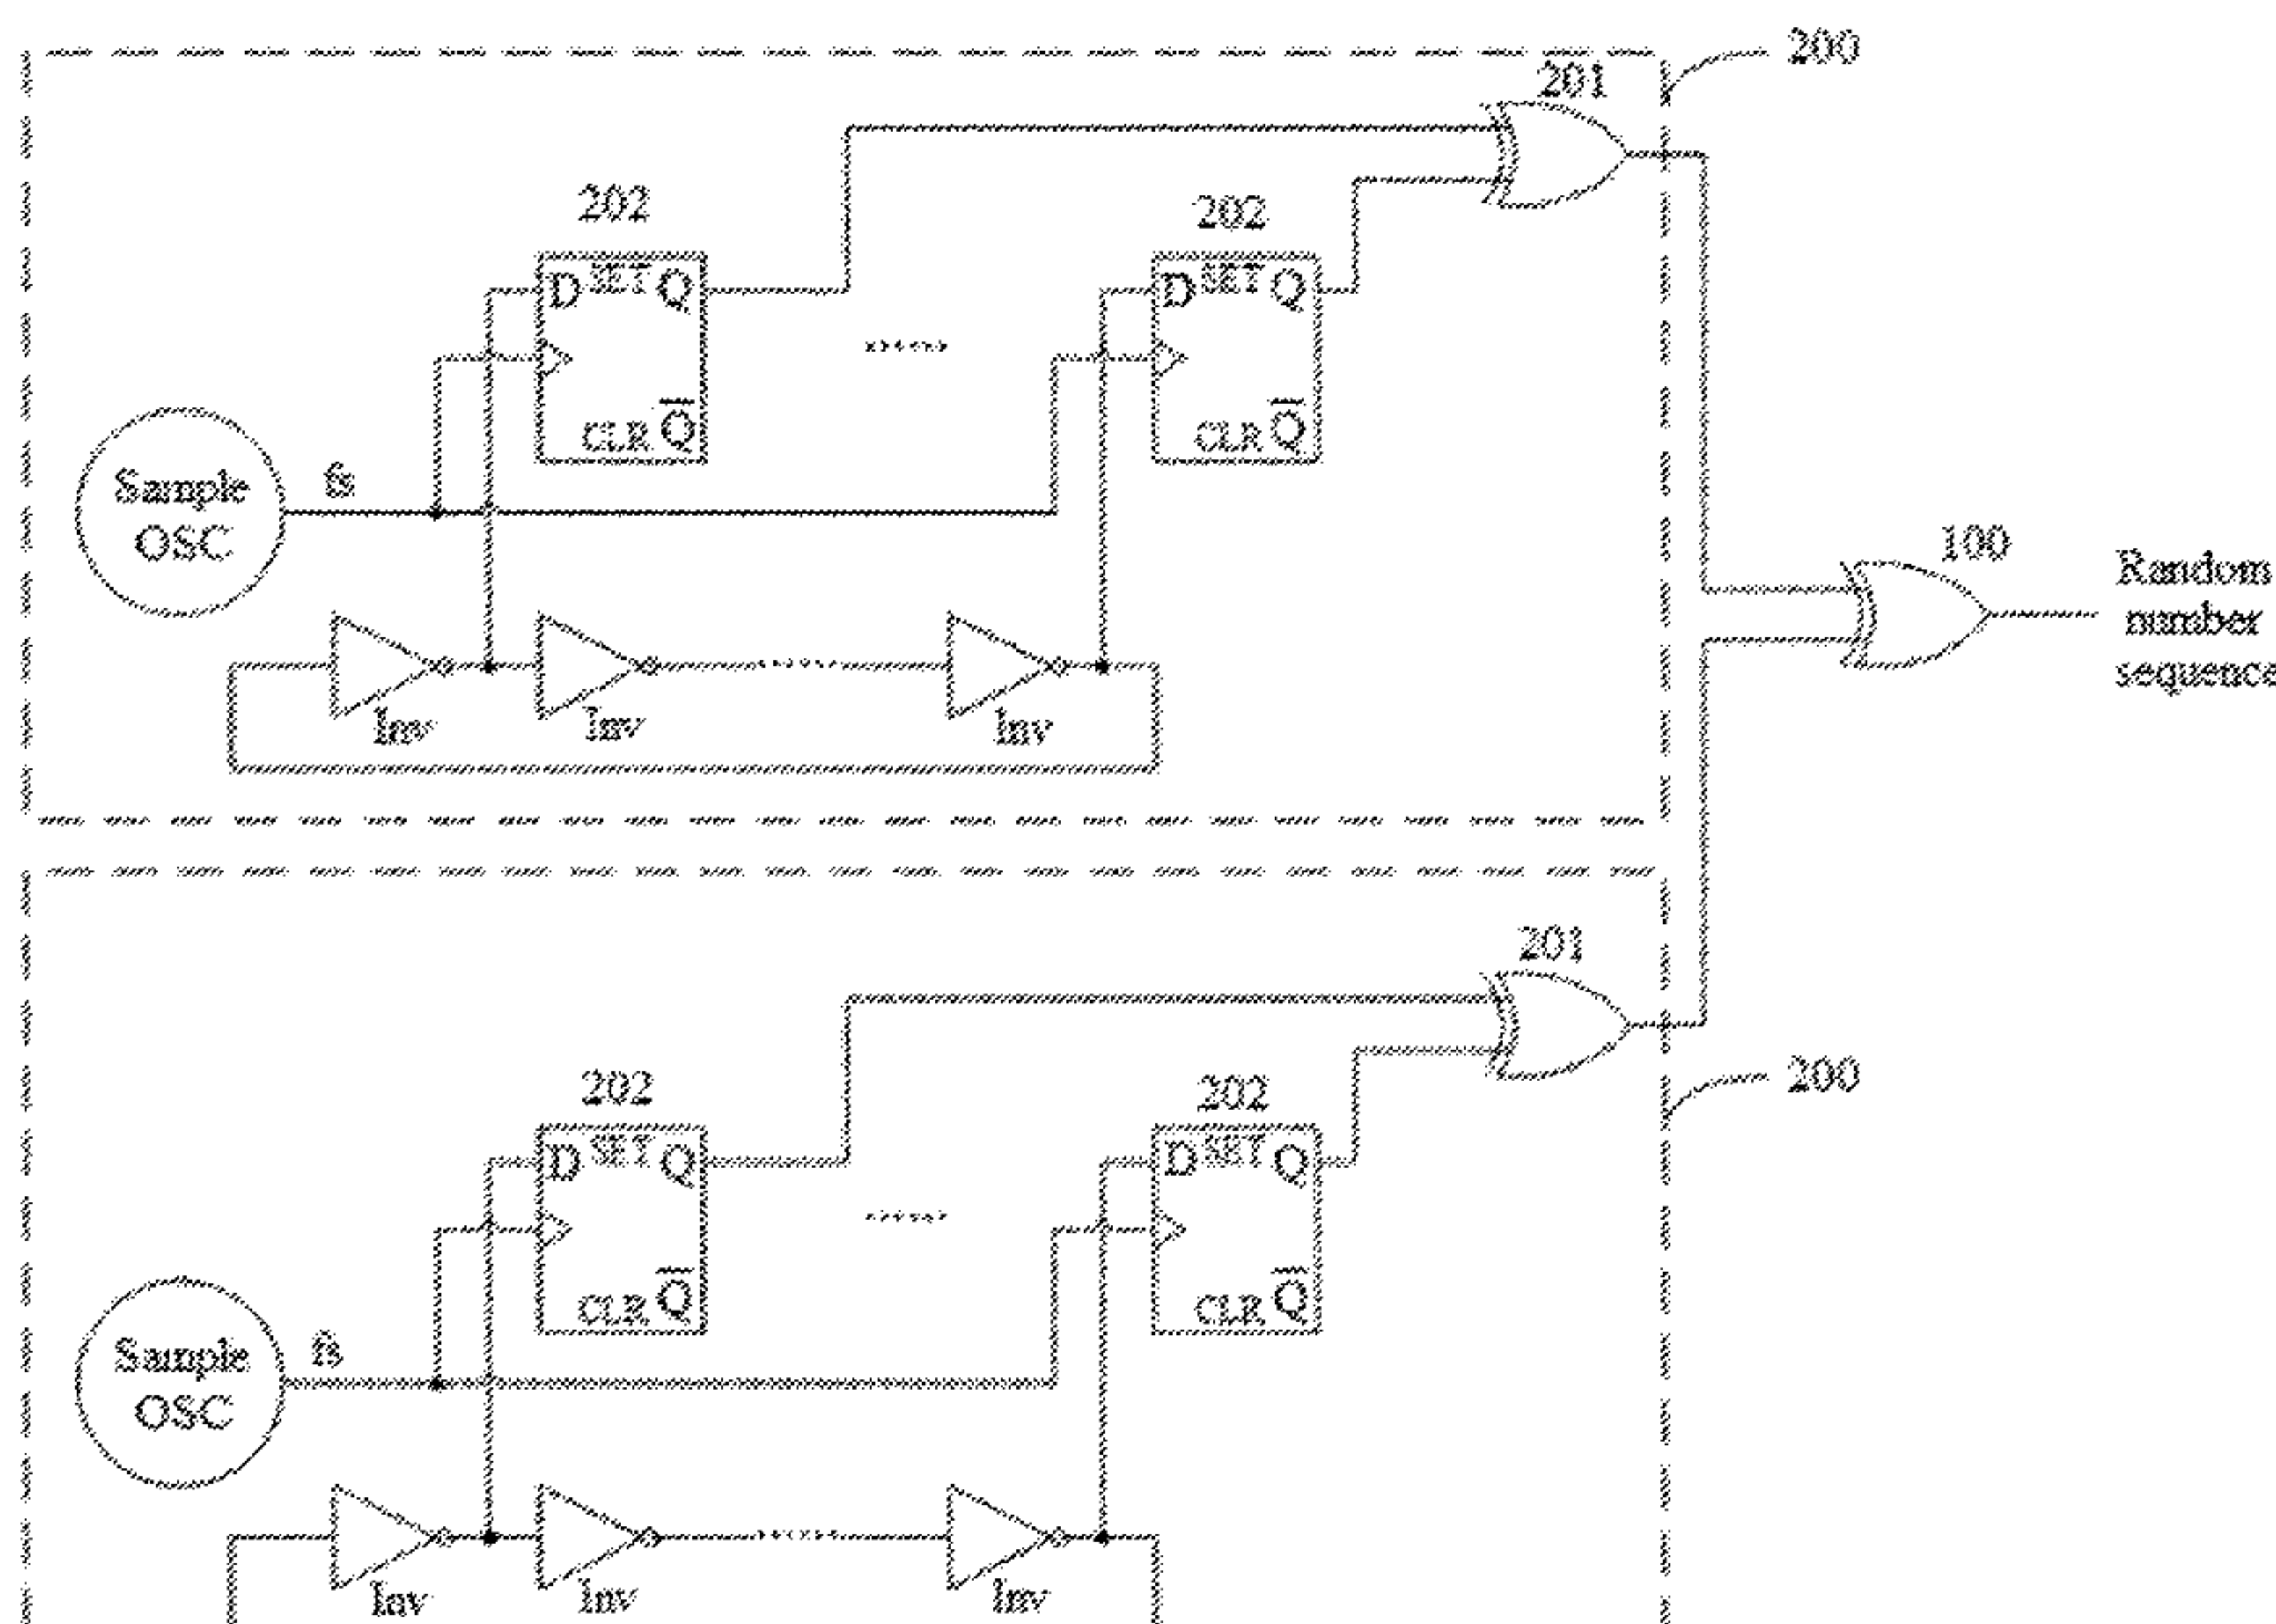 200
201
202
202
D SET Q
D SET Q
CLR Q̅
CLR Q̅
Sample
OSC
fs
100
Random
number
sequence
Inv
Inv
Inv
201
200
202
202
D SET Q
D SET Q
CLR Q̅
CLR Q̅
Sample
OSC
fs
Inv
Inv
Inv